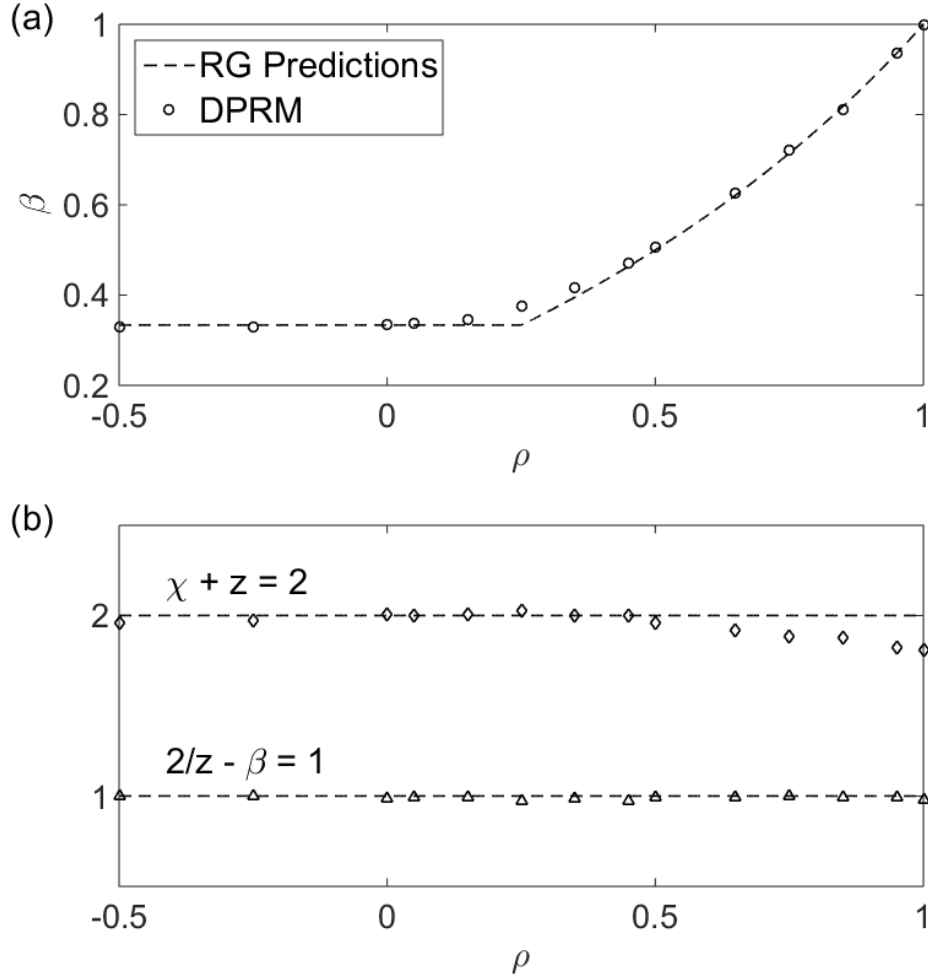 (a)
1
RG Predictions
DPRM
0.8
β
0.6
0.4
0.2
-0.5 0 0.5 1
ρ
(b)
χ + z = 2
2
2/z - β = 1
1
-0.5 0 0.5 1
ρ